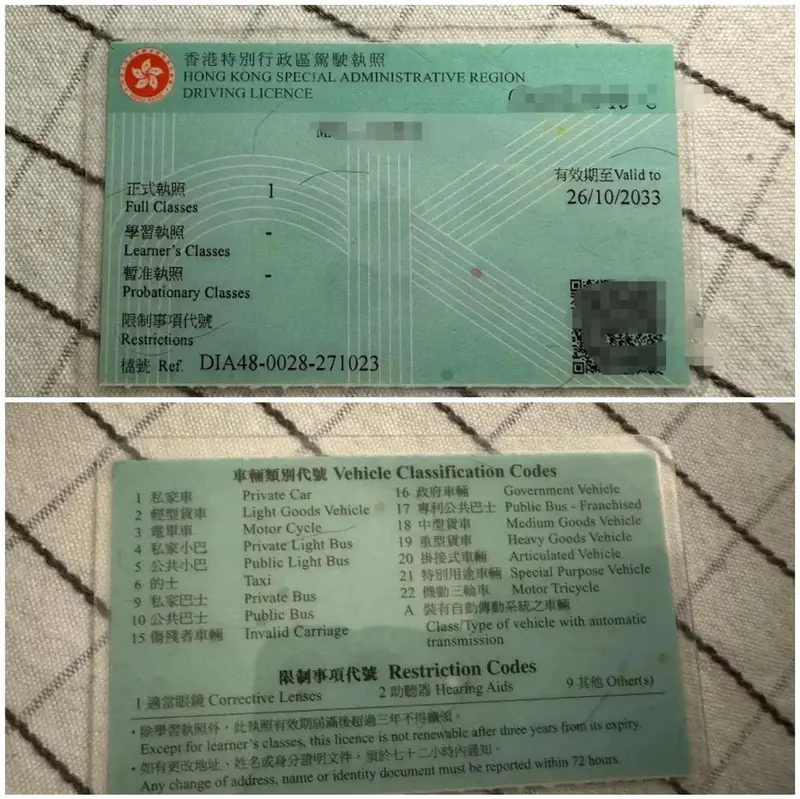 香港特別行政區駕駛執照
HONG KONG SPECIAL ADMINISTRATIVE REGION
DRIVING LICENCE
正式執照 1
Full Classes
有效期至Valid to
26/10/2033
學習執照 -
Learner's Classes
暫准執照 -
Probationary Classes
限制事項代號
Restrictions
檔號 Ref. DIA48-0028-271023
車輛類別代號 Vehicle Classification Codes
1 私家車 Private Car
2 輕型貨車 Light Goods Vehicle
3 電單車 Motor Cycle
4 私家小巴 Private Light Bus
5 公共小巴 Public Light Bus
6 的士 Taxi
9 私家巴士 Private Bus
10 公共巴士 Public Bus
15 傷殘者車輛 Invalid Carriage
16 政府車輛 Government Vehicle
17 專利公共巴士 Public Bus - Franchised
18 中型貨車 Medium Goods Vehicle
19 重型貨車 Heavy Goods Vehicle
20 掛接式車輛 Articulated Vehicle
21 特別用途車輛 Special Purpose Vehicle
22 機動三輪車 Motor Tricycle
A 裝有自動傳動系統之車輛
Class/Type of vehicle with automatic
transmission
限制事項代號 Restriction Codes
1 適當眼鏡 Corrective Lenses 2 助聽器 Hearing Aids 9 其他 Other(s)
• 除學習執照外，此執照有效期屆滿後超過三年不得續領。
Except for learner's classes, this licence is not renewable after three years from its expiry.
• 如有更改地址、姓名或身分證明文件，須於七十二小時內通知。
Any change of address, name or identity document must be reported within 72 hours.